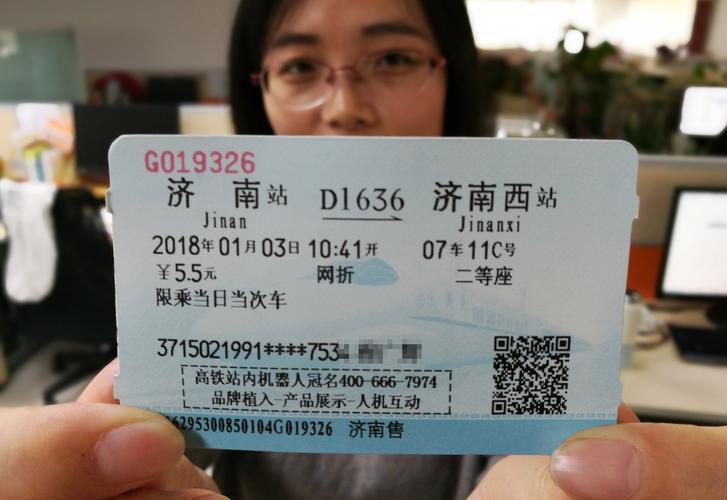 G019326
济南站 D1636 济南西站
Jinan Jinanxi
2018年01月03日 10:41开 07车11C号
￥5.5元 网折 二等座
限乘当日当次车
3715021991****753
高铁站内机器人冠名400-666-7974
品牌植入-产品展示-人机互动
6295300850104G019326 济南售